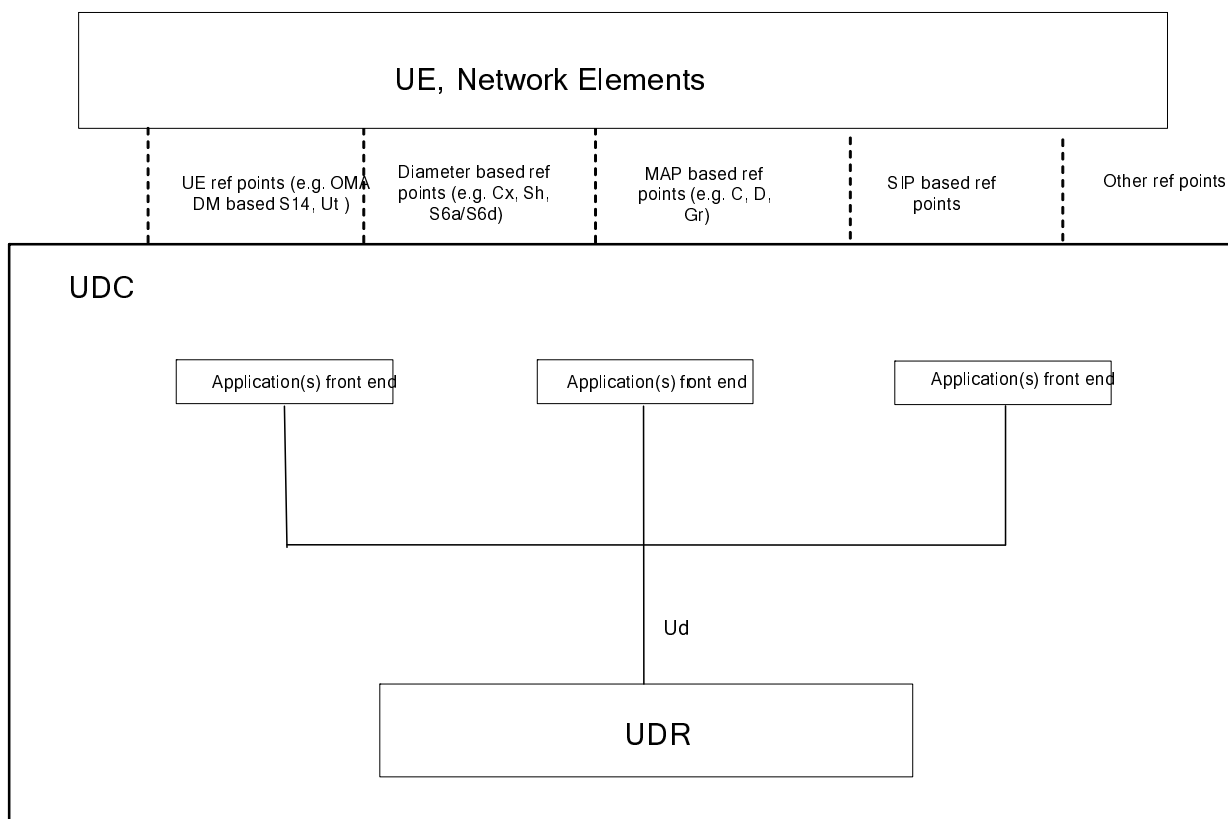 UE, Network Elements
UE ref points (e.g. OMA
DM based S14, Ut )
Diameter based ref
points (e.g. Cx, Sh,
S6a/S6d)
MAP based ref
points (e.g. C, D,
Gr)
SIP based ref
points
Other ref points
UDC
Application(s) front end
Application(s) front end
Application(s) front end
Ud
UDR